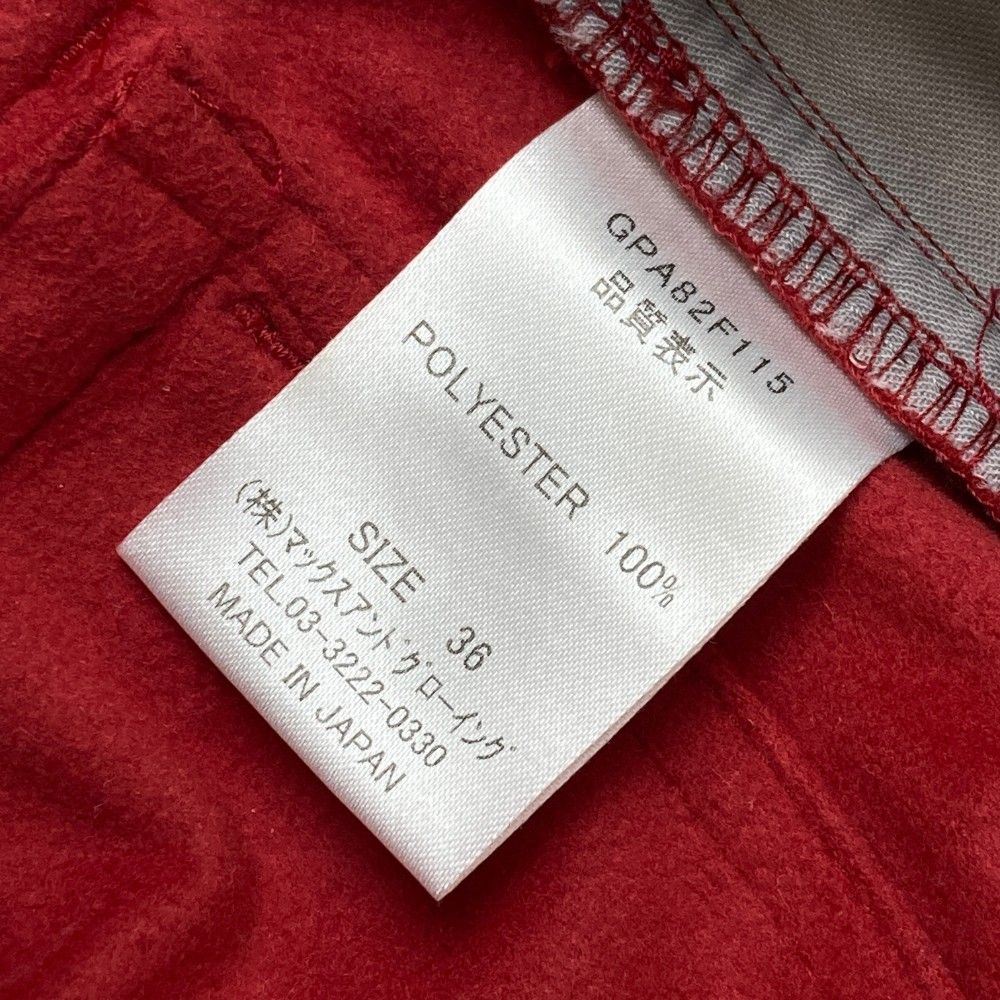 GPA82F115
品質表示
POLYESTER 100%
SIZE 36
(株)マックスアンドグローイング
TEL.03-3222-0330
MADE IN JAPAN